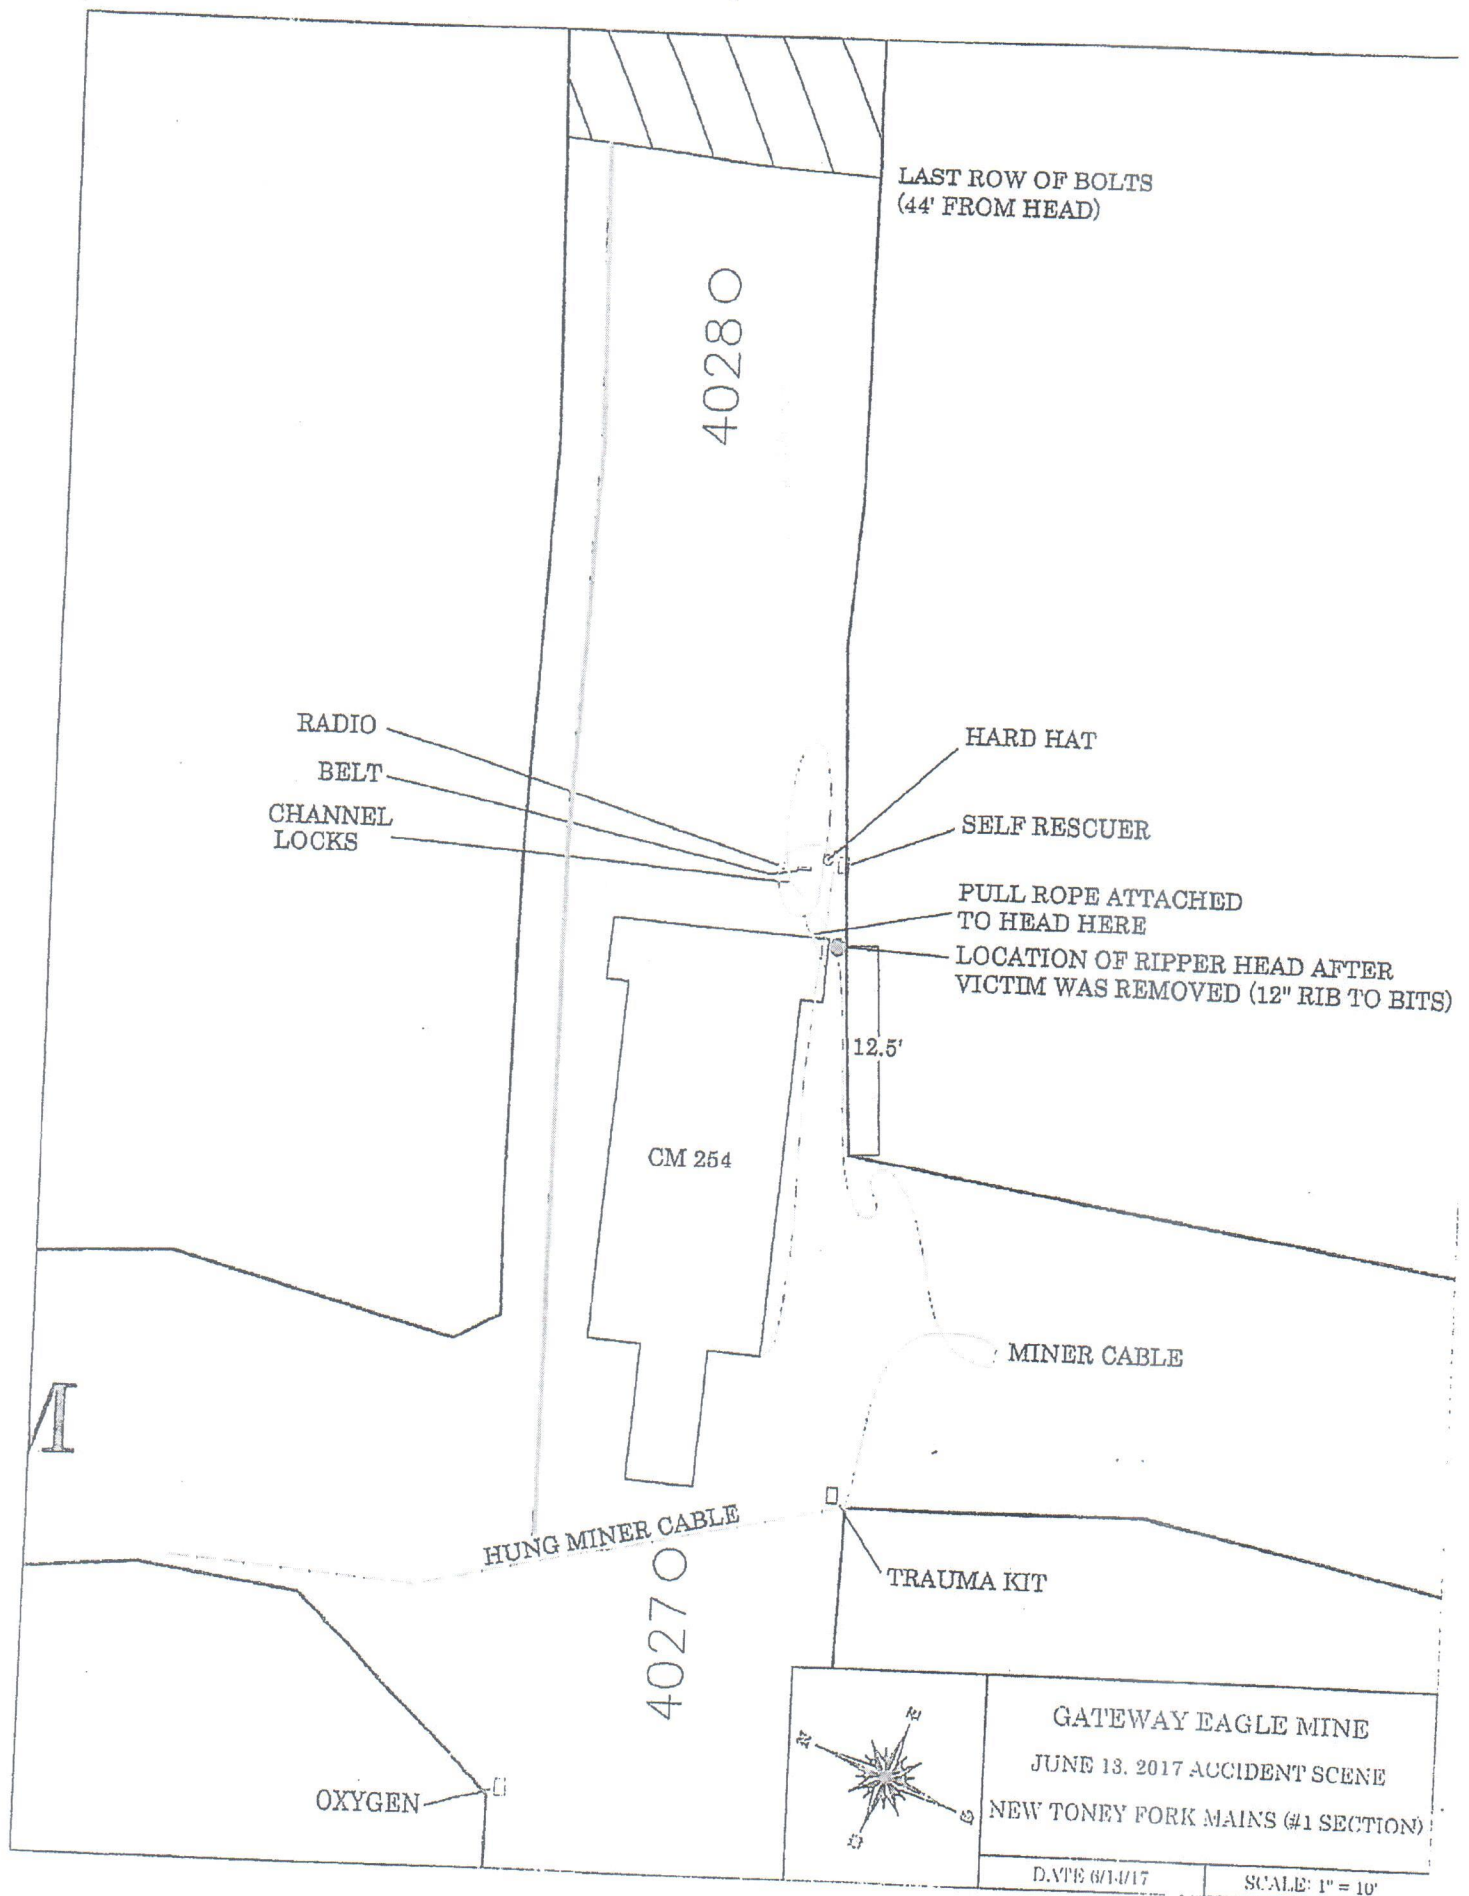 LAST ROW OF BOLTS
(44' FROM HEAD)
4028
RADIO
BELT
CHANNEL
LOCKS
HARD HAT
SELF RESCUER
PULL ROPE ATTACHED
TO HEAD HERE
LOCATION OF RIPPER HEAD AFTER
VICTIM WAS REMOVED (12" RIB TO BITS)
12.5'
CM 254
MINER CABLE
HUNG MINER CABLE
4027
TRAUMA KIT
OXYGEN
N
E
S
GATEWAY EAGLE MINE
JUNE 13, 2017 ACCIDENT SCENE
NEW TONEY FORK MAINS (#1 SECTION)
DATE 6/14/17
SCALE: 1" = 10'